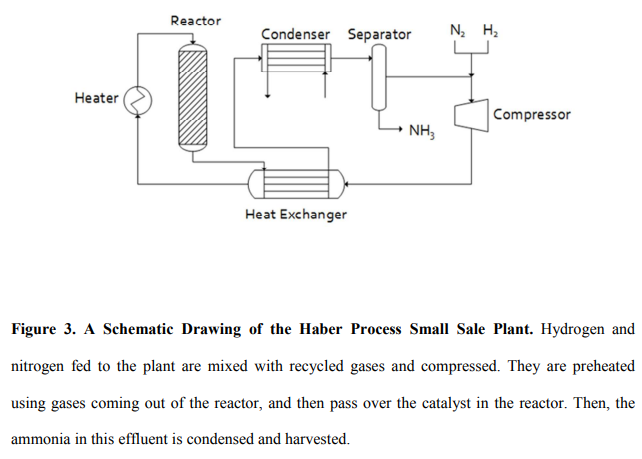 Reactor
Condenser Separator
N₂ H₂
Heater
Compressor
NH₃
Heat Exchanger
Figure 3. A Schematic Drawing of the Haber Process Small Sale Plant. Hydrogen and
nitrogen fed to the plant are mixed with recycled gases and compressed. They are preheated
using gases coming out of the reactor, and then pass over the catalyst in the reactor. Then, the
ammonia in this effluent is condensed and harvested.